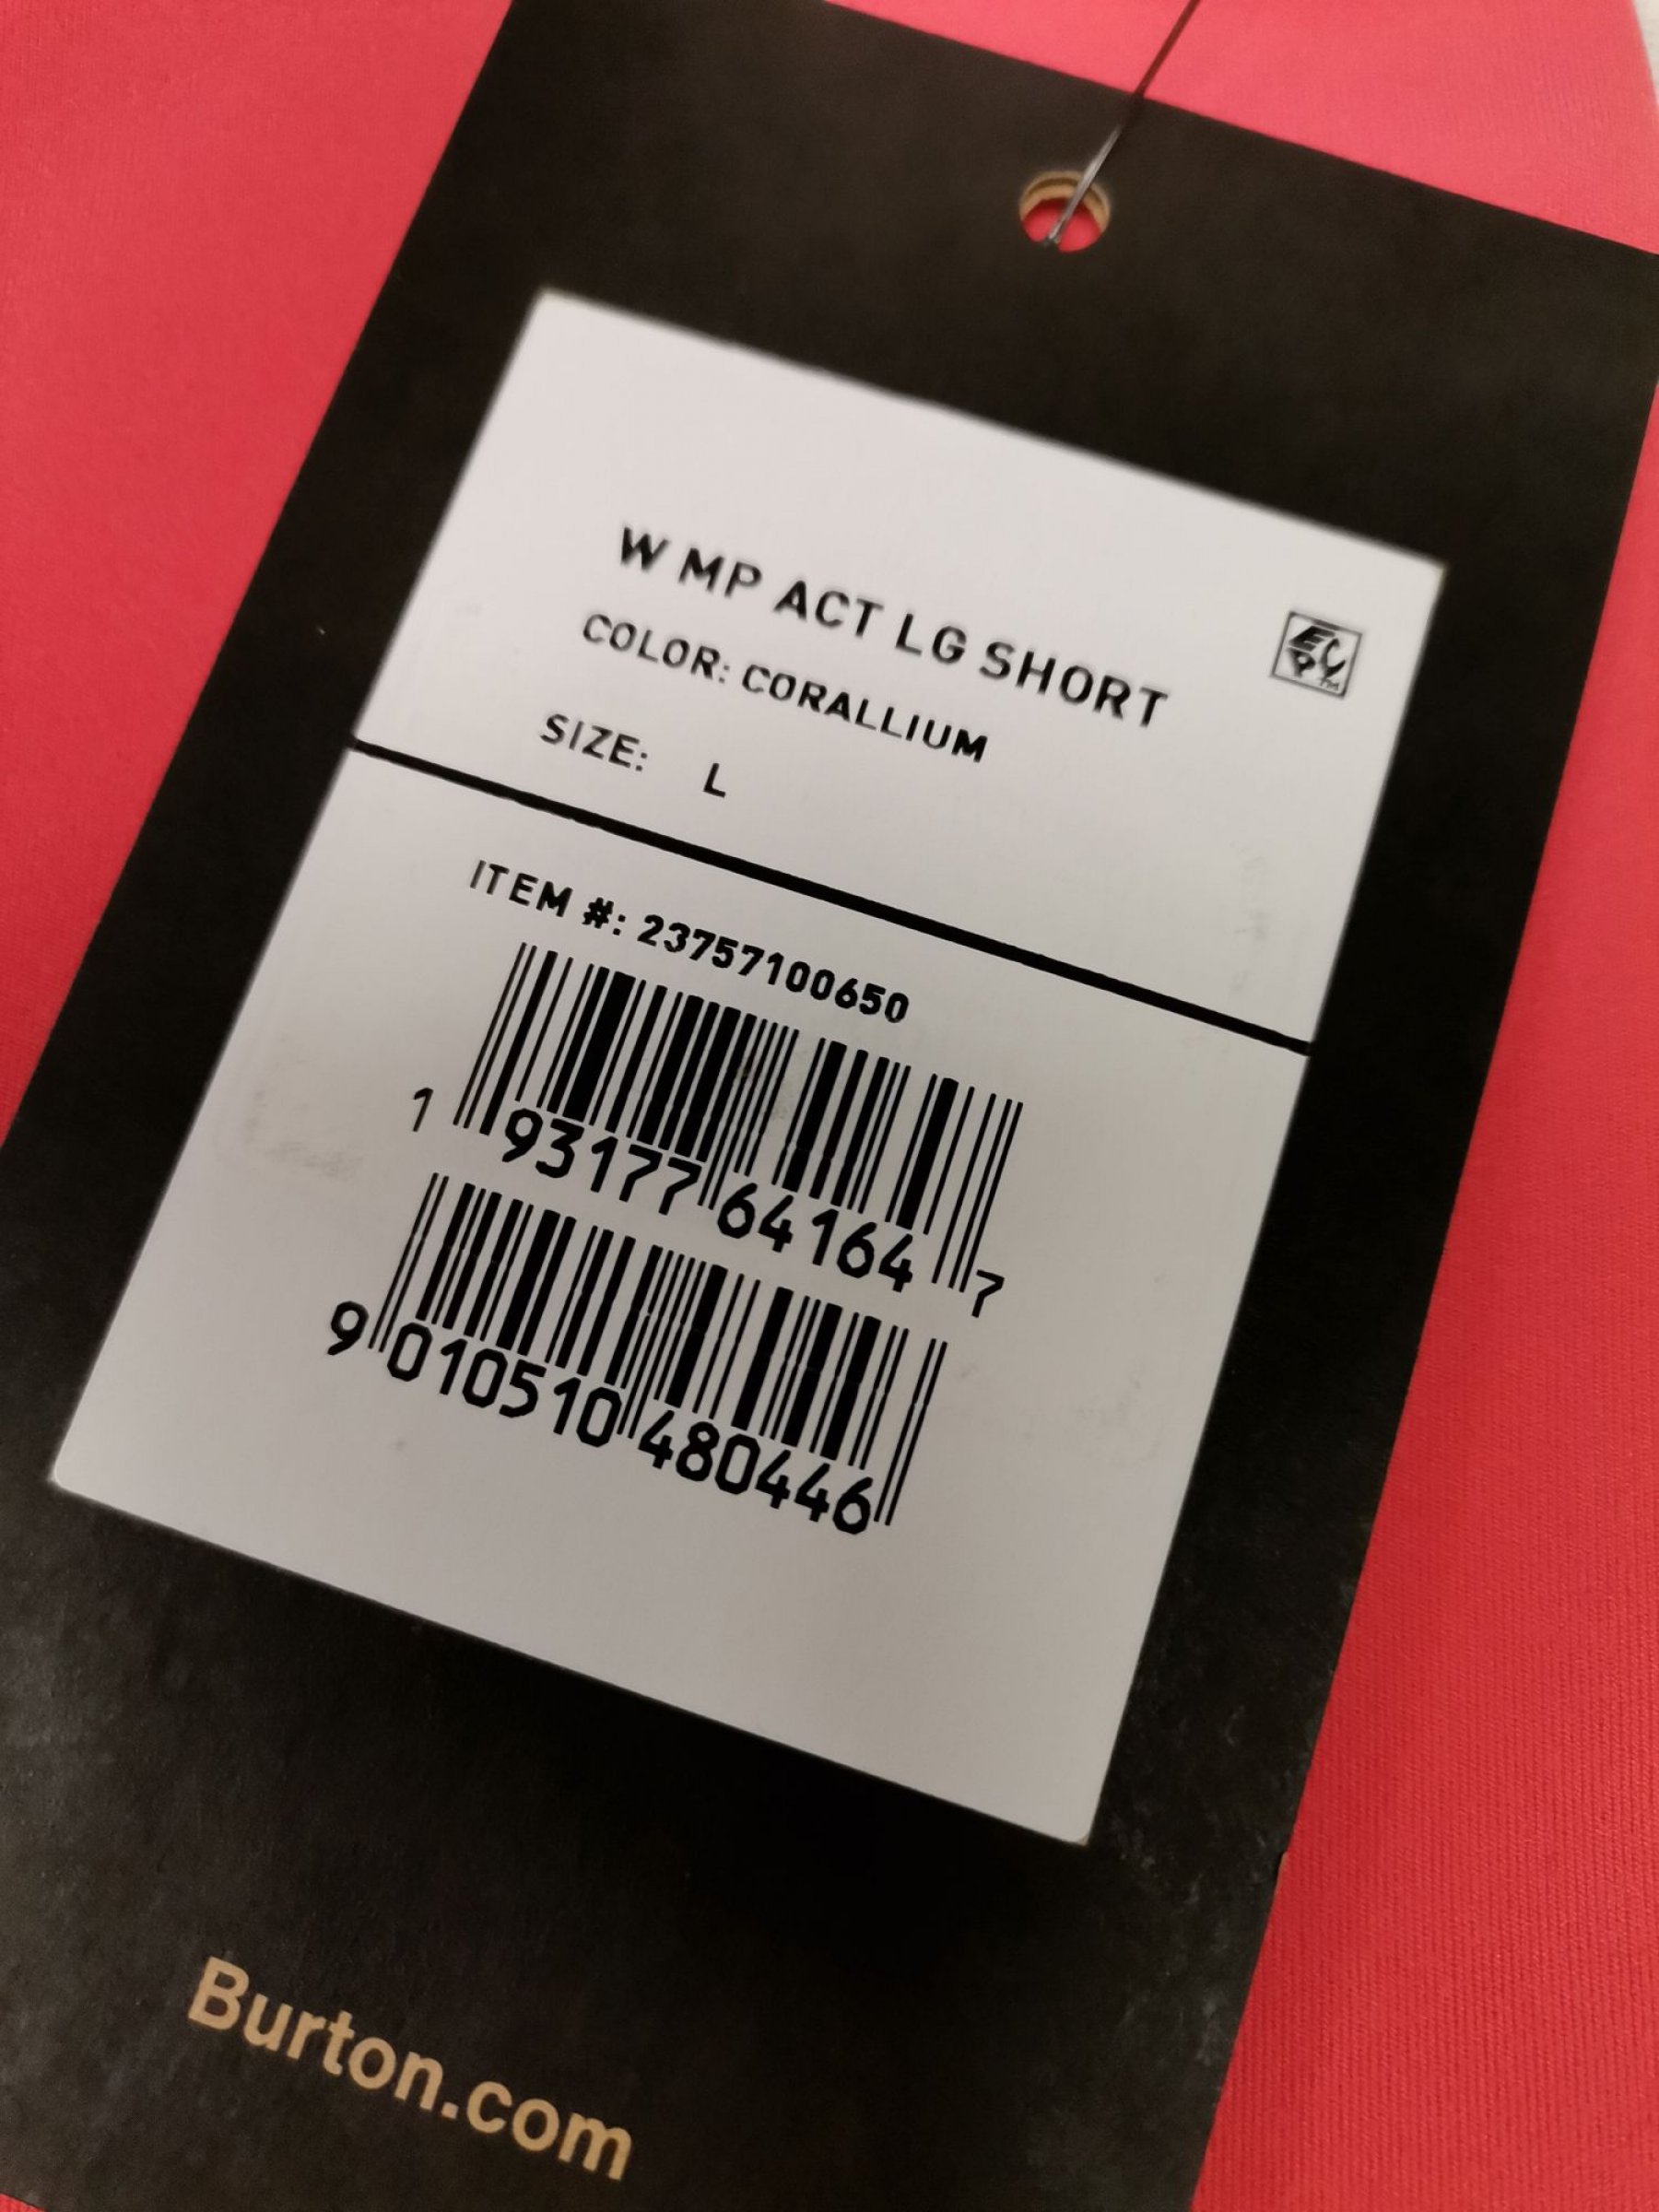 W MP ACT LG SHORT
COLOR: CORALLIUM
SIZE: L
ITEM #: 23757100650
1 93177 64164 7
9 010510 480446
Burton.com